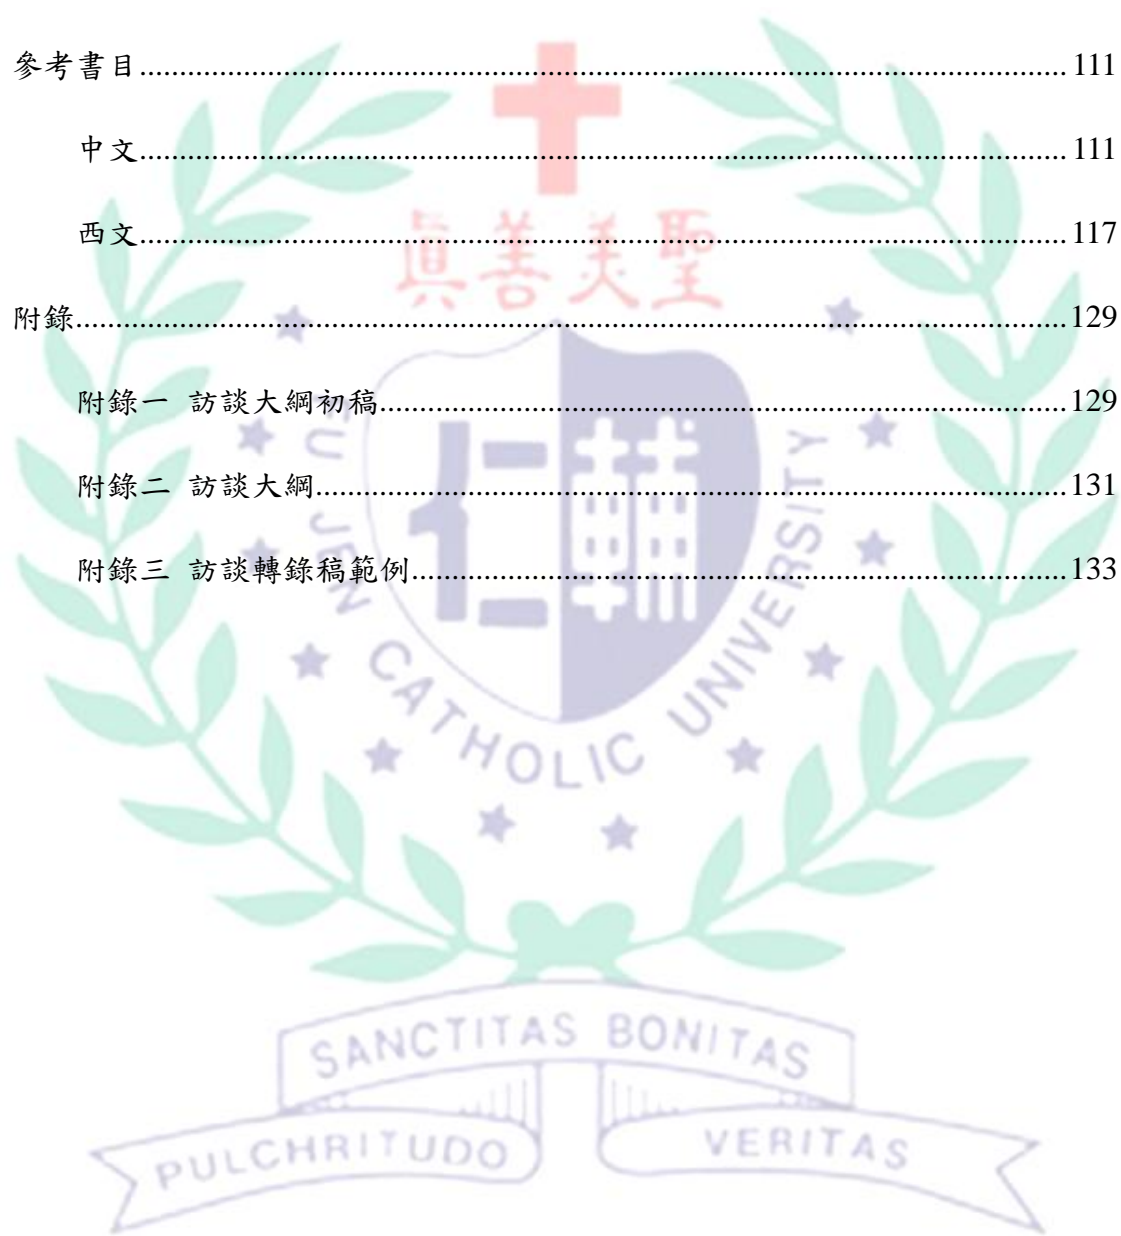 參考書目........................................ 111
中文........................................ 111
西文........................................ 117
附錄........................................ 129
附錄一 訪談大綱初稿........................................ 129
附錄二 訪談大綱........................................ 131
附錄三 訪談轉錄稿範例........................................ 133
眞善美聖
仁輔
FU JEN CATHOLIC UNIVERSITY
SANCTITAS BONITAS
PULCHRITUDO VERITAS